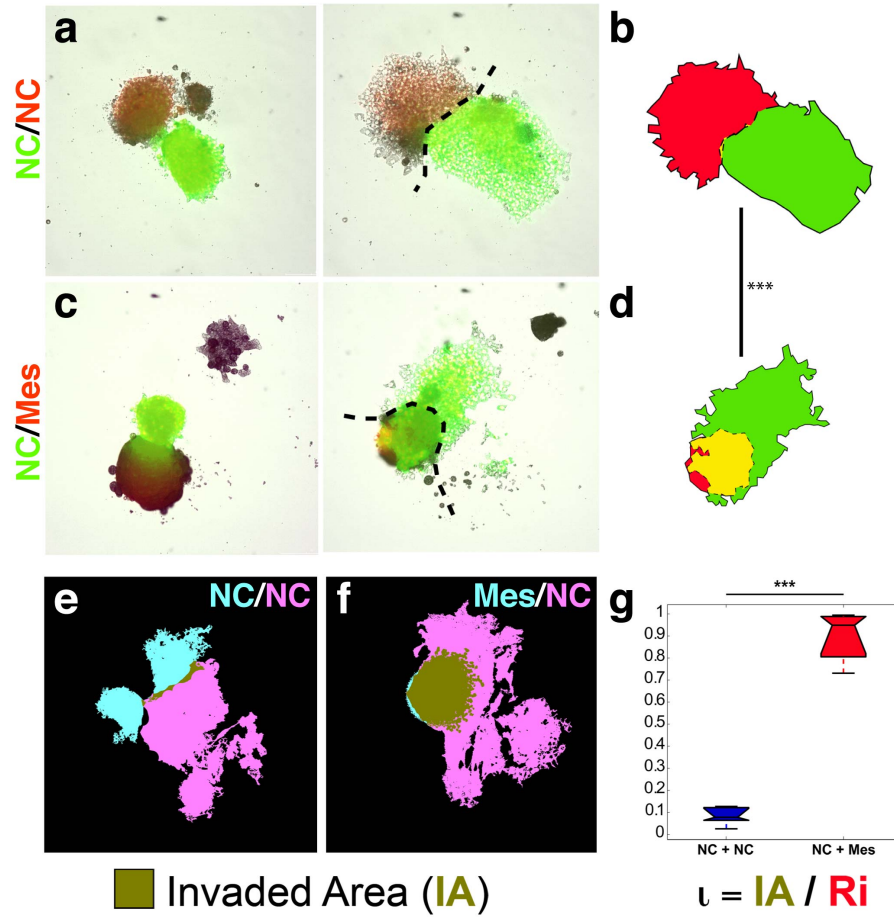 a
b
NC/NC
c
***
d
NC/Mes
e
NC/NC
f
Mes/NC
g
***
1
0.9
0.8
0.7
0.6
0.5
0.4
0.3
0.2
0.1
0
NC + NC
NC + Mes
Invaded Area (IA)
ι = IA / Ri